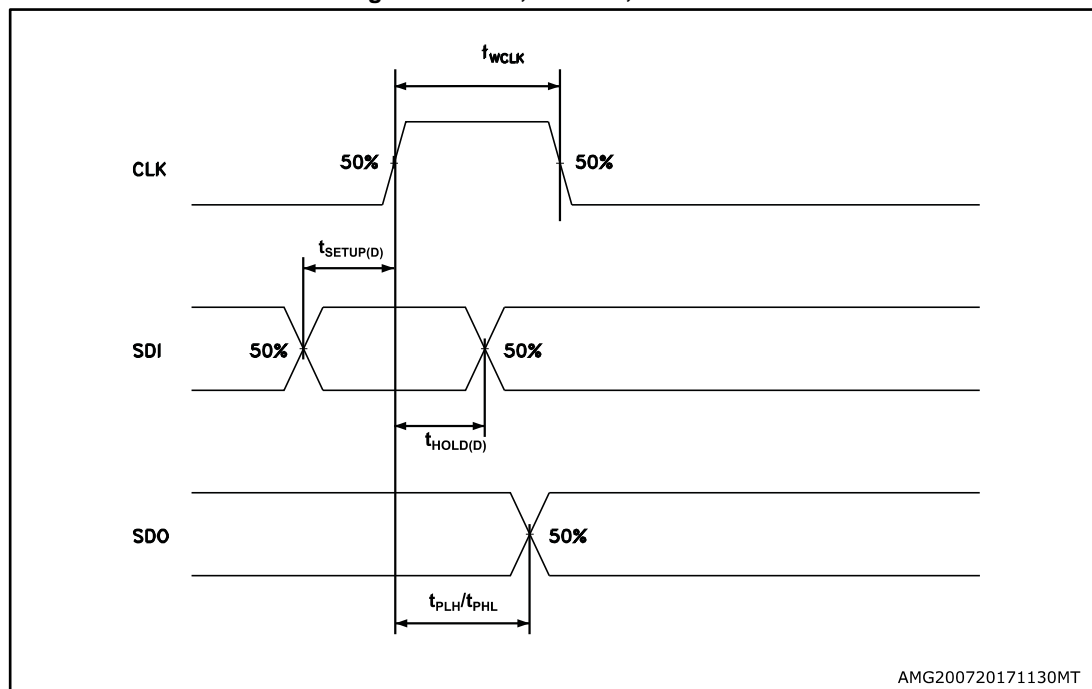 tWCLK
50%
50%
CLK
tSETUP(D)
50%
50%
SDI
tHOLD(D)
50%
SDO
tPLH/tPHL
AMG200720171130MT